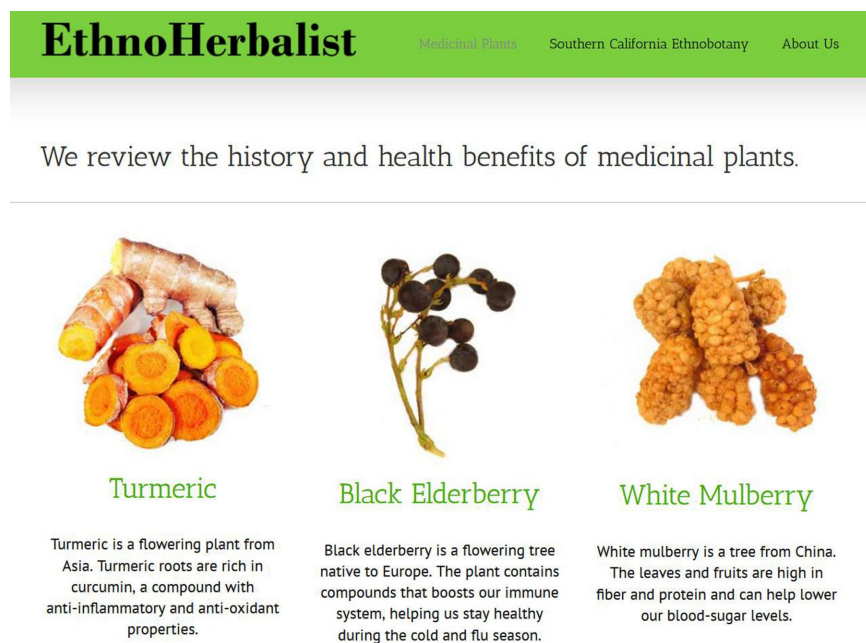 EthnoHerbalist
Medicinal Plants
Southern California Ethnobotany
About Us
We review the history and health benefits of medicinal plants.
Turmeric
Turmeric is a flowering plant from
Asia. Turmeric roots are rich in
curcumin, a compound with
anti-inflammatory and anti-oxidant
properties.
Black Elderberry
Black elderberry is a flowering tree
native to Europe. The plant contains
compounds that boosts our immune
system, helping us stay healthy
during the cold and flu season.
White Mulberry
White mulberry is a tree from China.
The leaves and fruits are high in
fiber and protein and can help lower
our blood-sugar levels.